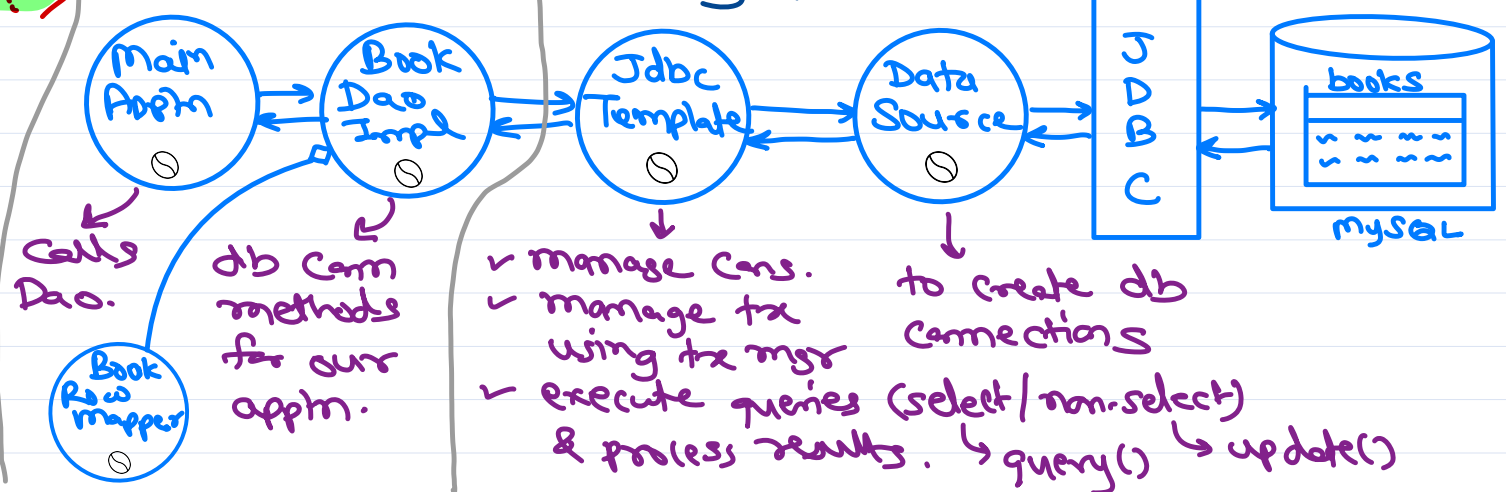 Main
Appln
Book
Dao
Impl
Jdbc
Template
Data
Source
J
D
B
C
books
mysql
calls
Dao.
db comm
methods
for our
appln.
✓ manage cons.
✓ manage tx
using tx mgr
✓ execute queries (select/non-select)
& process results. ↳ query() ↳ update()
to create db
connections
Book
Row
mapper